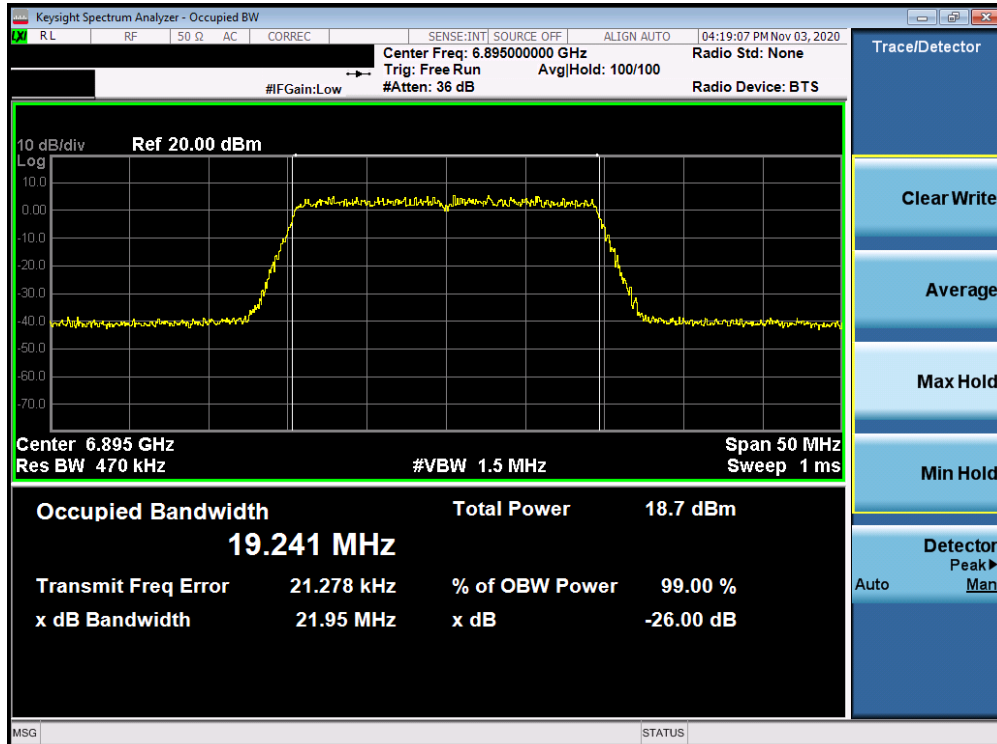 Keysight Spectrum Analyzer - Occupied BW
LXI RL RF 50 Ω AC CORREC SENSE:INT SOURCE OFF ALIGN AUTO 04:19:07 PM Nov 03, 2020
Center Freq: 6.895000000 GHz Radio Std: None
Trig: Free Run Avg|Hold: 100/100
#IFGain:Low #Atten: 36 dB Radio Device: BTS
Trace/Detector
10 dB/div Ref 20.00 dBm
Log
10.0
0.00
-10.0
-20.0
-30.0
-40.0
-50.0
-60.0
-70.0
Center 6.895 GHz Span 50 MHz
Res BW 470 kHz #VBW 1.5 MHz Sweep 1 ms
Occupied Bandwidth Total Power 18.7 dBm
19.241 MHz
Transmit Freq Error 21.278 kHz % of OBW Power 99.00 %
x dB Bandwidth 21.95 MHz x dB -26.00 dB
Clear Write
Average
Max Hold
Min Hold
Detector
Peak▶
Auto Man
MSG STATUS